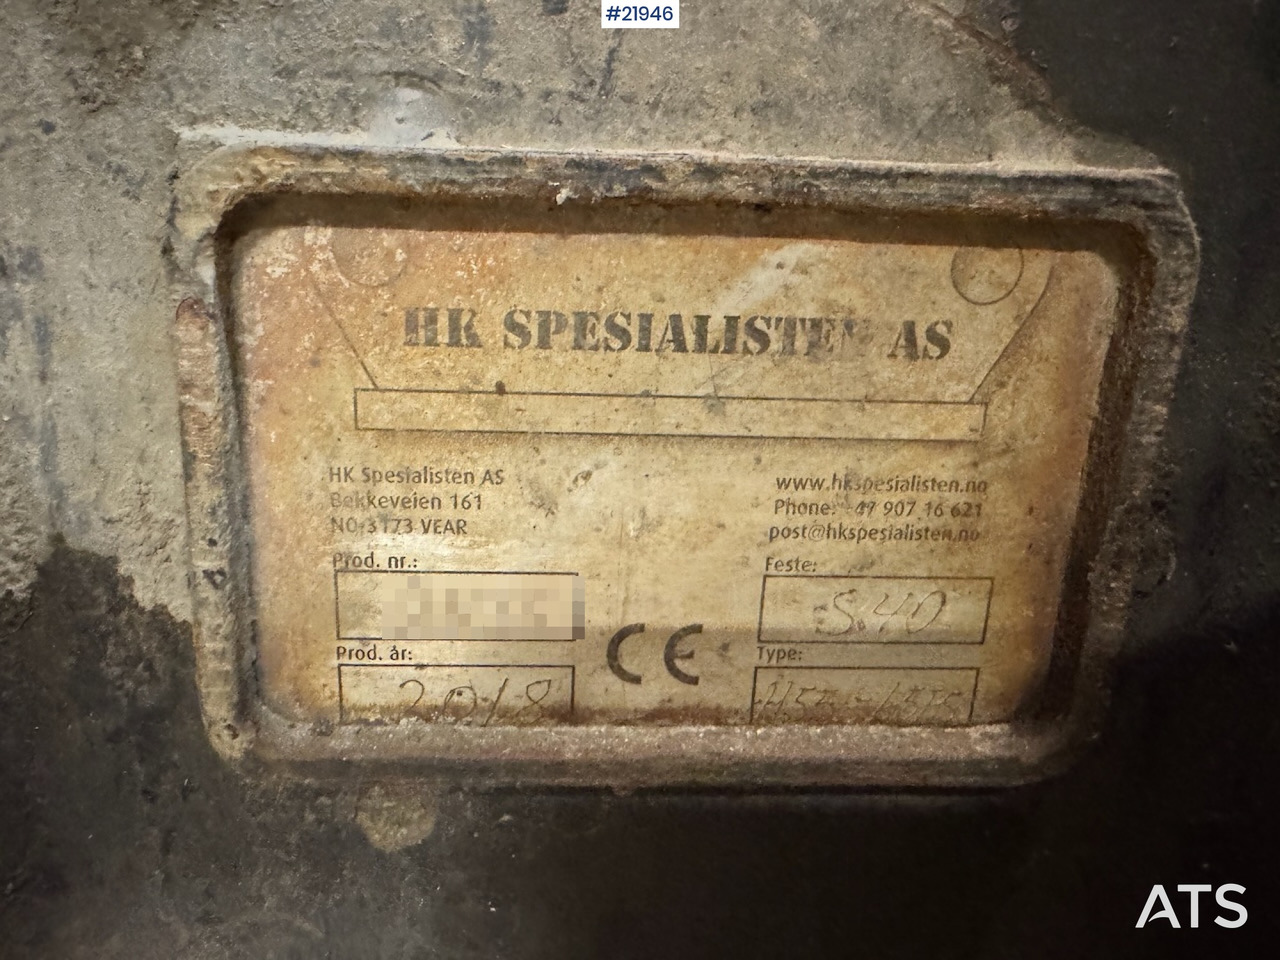 #21946
HK SPESIALISTEN AS
HK Spesialisten AS
Bekkeveien 161
NO-3173 VEAR
www.hkspesialisten.no
Phone: +47 907 16 621
post@hkspesialisten.no
Prod. nr.:
Feste:
S.40
CE
Prod. år:
2018
Type:
ATS